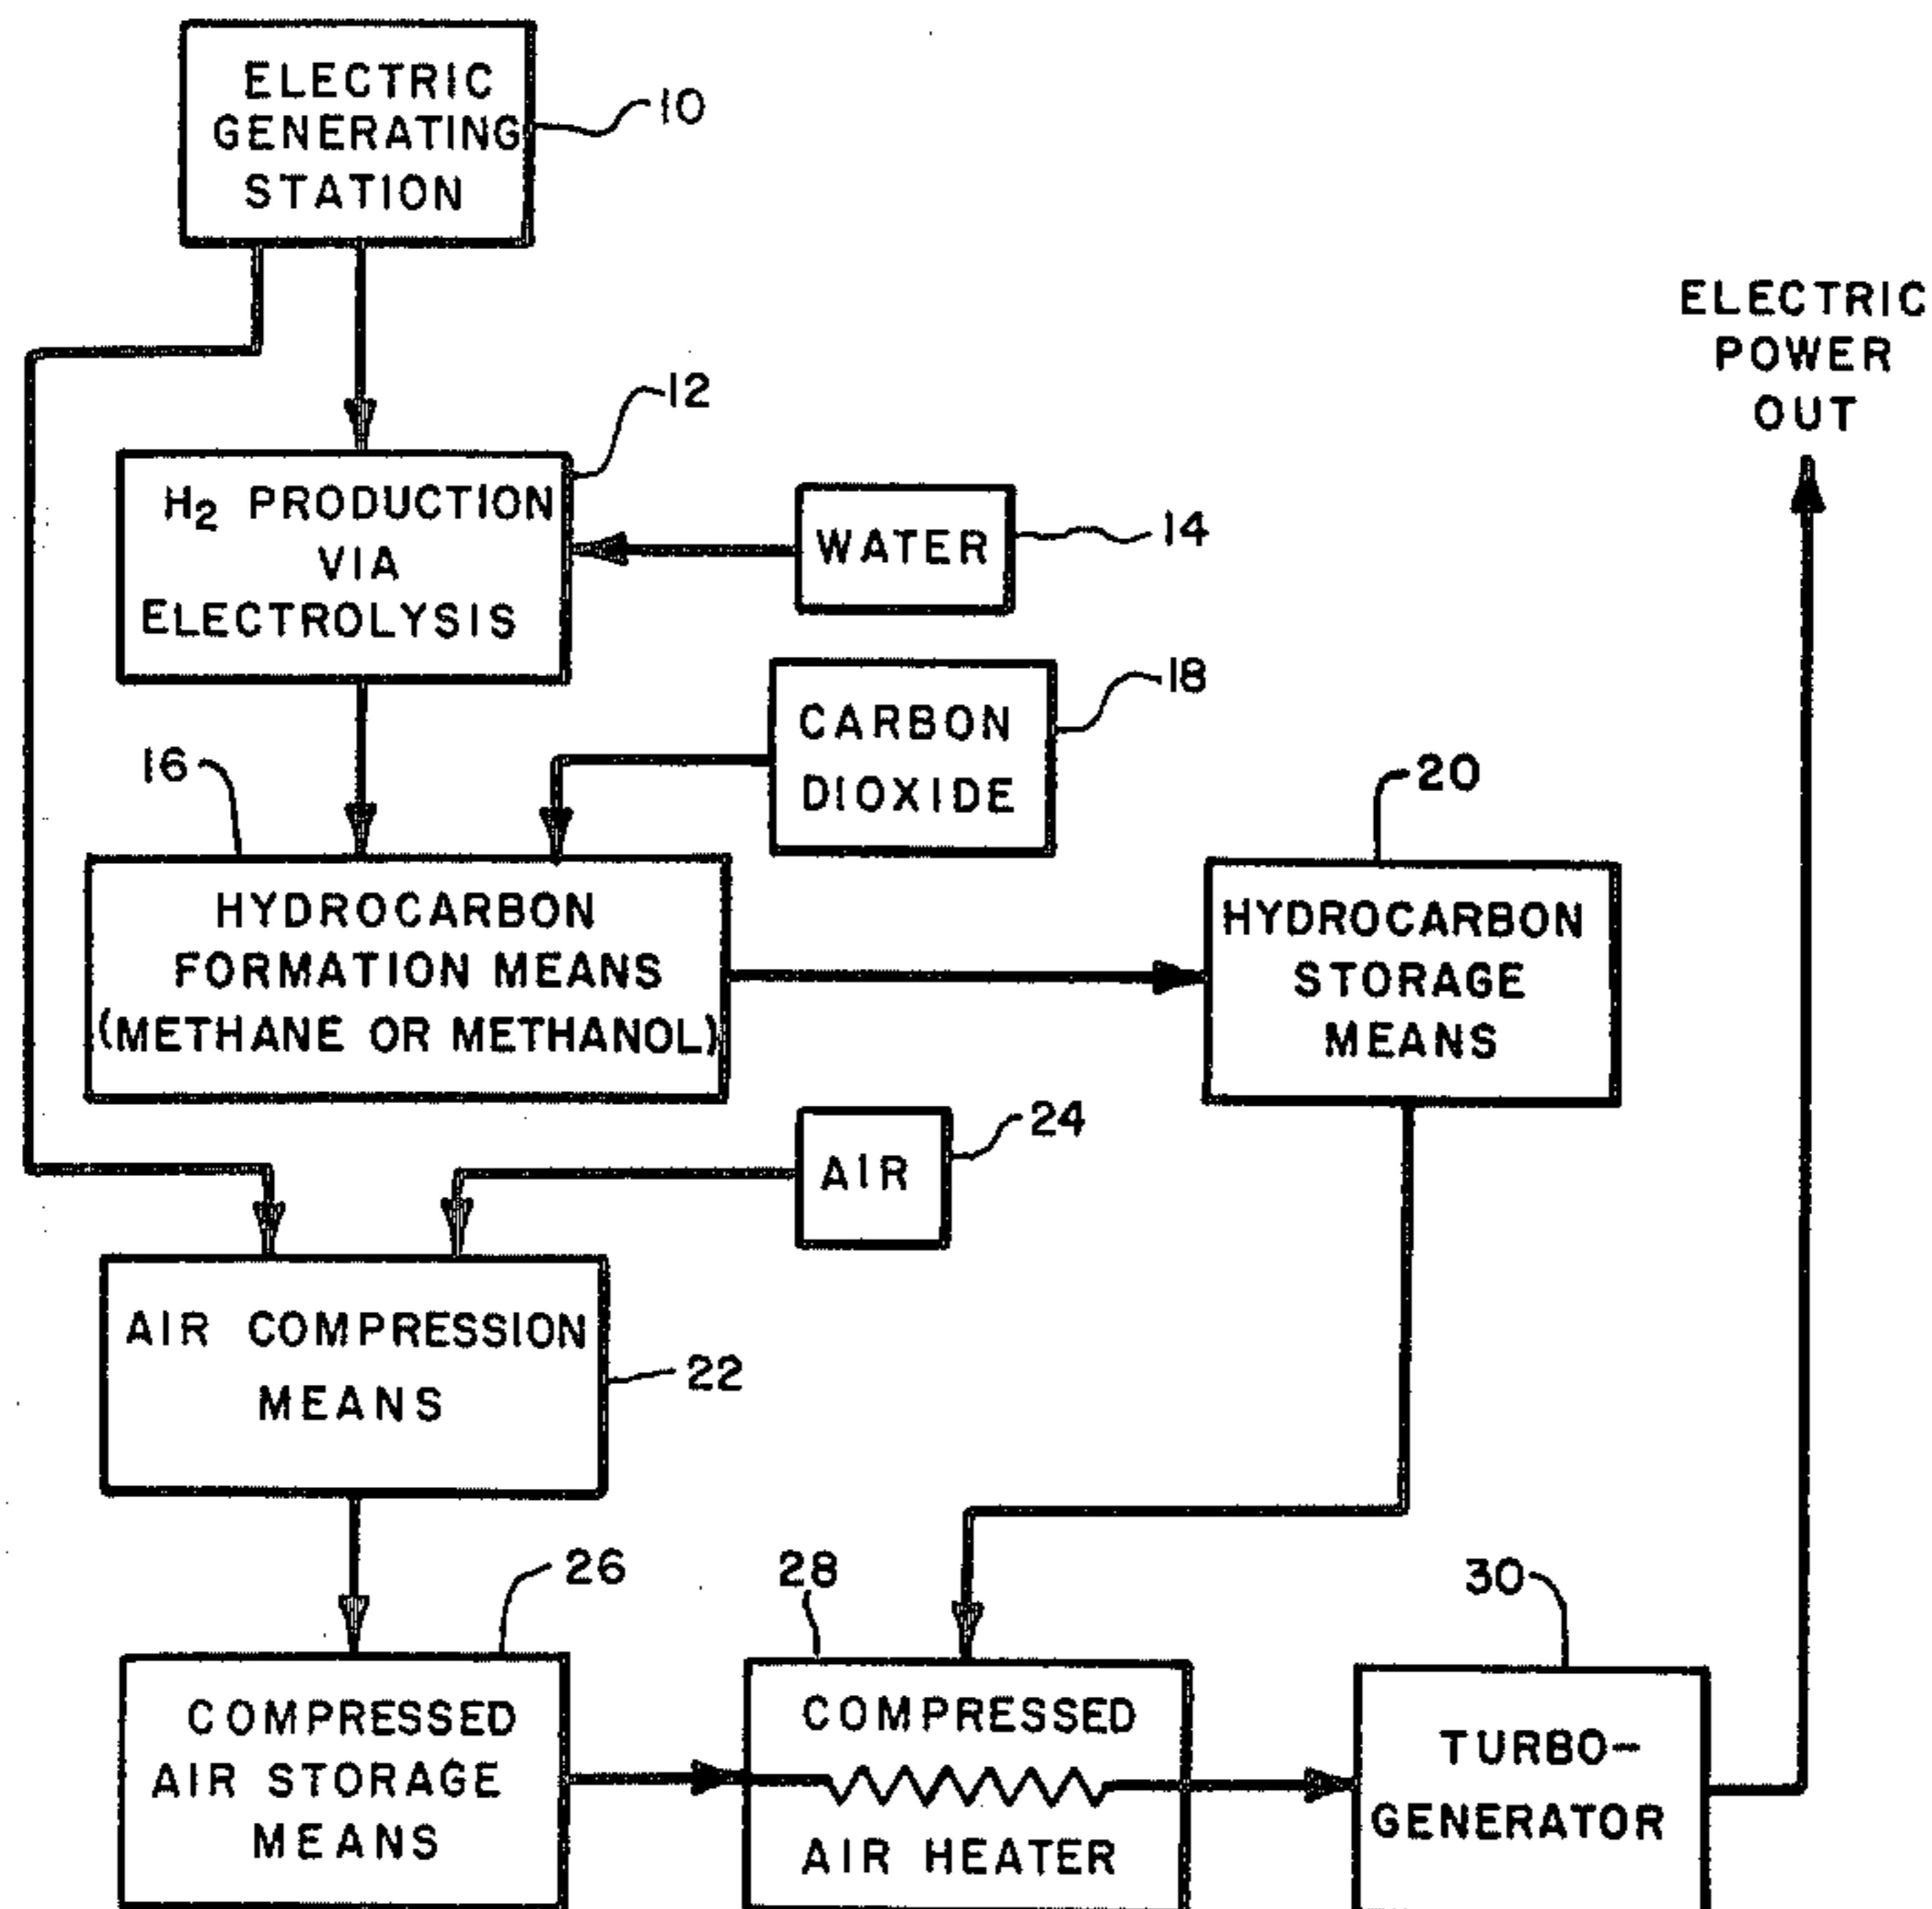 ELECTRIC
GENERATING
STATION
10
ELECTRIC
POWER
OUT
12
H2 PRODUCTION
VIA
ELECTROLYSIS
WATER
14
CARBON
DIOXIDE
18
16
HYDROCARBON
FORMATION MEANS
(METHANE OR METHANOL)
20
HYDROCARBON
STORAGE
MEANS
AIR
24
AIR COMPRESSION
MEANS
22
26
COMPRESSED
AIR STORAGE
MEANS
28
COMPRESSED
AIR HEATER
30
TURBO-
GENERATOR